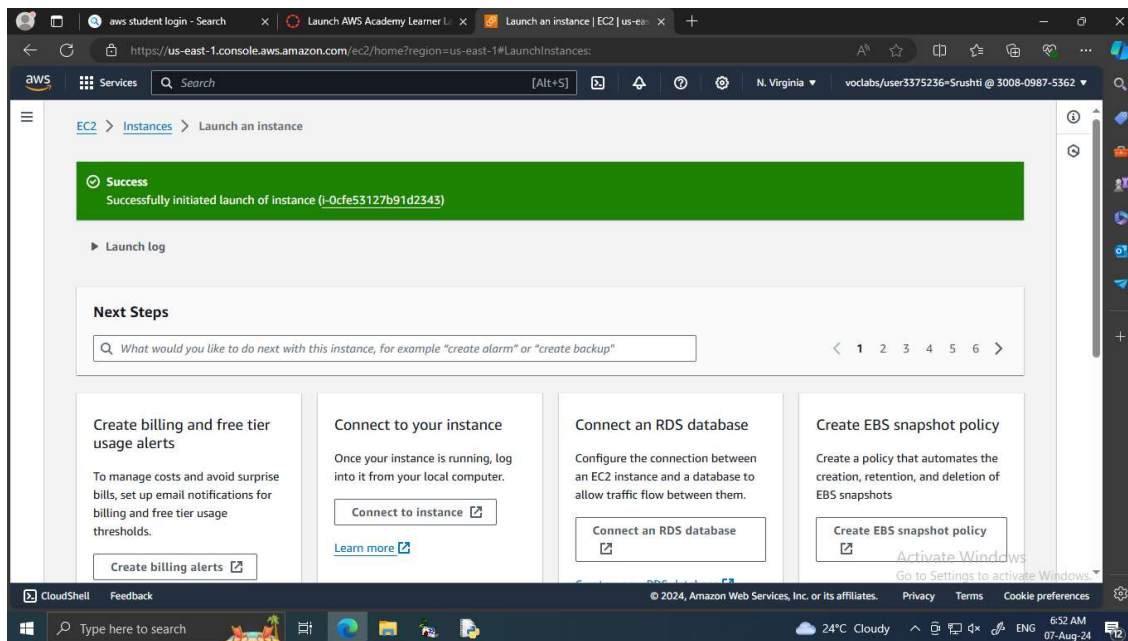 aws student login - Search
Launch AWS Academy Learner L
Launch an instance | EC2 | us-eas
https://us-east-1.console.aws.amazon.com/ec2/home?region=us-east-1#LaunchInstances:
aws
Services
Search
[Alt+S]
N. Virginia
voclabs/user3375236=Srushti @ 3008-0987-5362
EC2 > Instances > Launch an instance
Success
Successfully initiated launch of instance (i-0cfe53127b91d2343)
Launch log
Next Steps
What would you like to do next with this instance, for example "create alarm" or "create backup"
1 2 3 4 5 6
Create billing and free tier
usage alerts
To manage costs and avoid surprise
bills, set up email notifications for
billing and free tier usage
thresholds.
Create billing alerts
Connect to your instance
Once your instance is running, log
into it from your local computer.
Connect to instance
Learn more
Connect an RDS database
Configure the connection between
an EC2 instance and a database to
allow traffic flow between them.
Connect an RDS database
Create EBS snapshot policy
Create a policy that automates the
creation, retention, and deletion of
EBS snapshots
Create EBS snapshot policy
Activate Windows
Go to Settings to activate Windows.
CloudShell
Feedback
© 2024, Amazon Web Services, Inc. or its affiliates.
Privacy
Terms
Cookie preferences
Type here to search
24°C Cloudy
ENG
6:52 AM
07-Aug-24
12